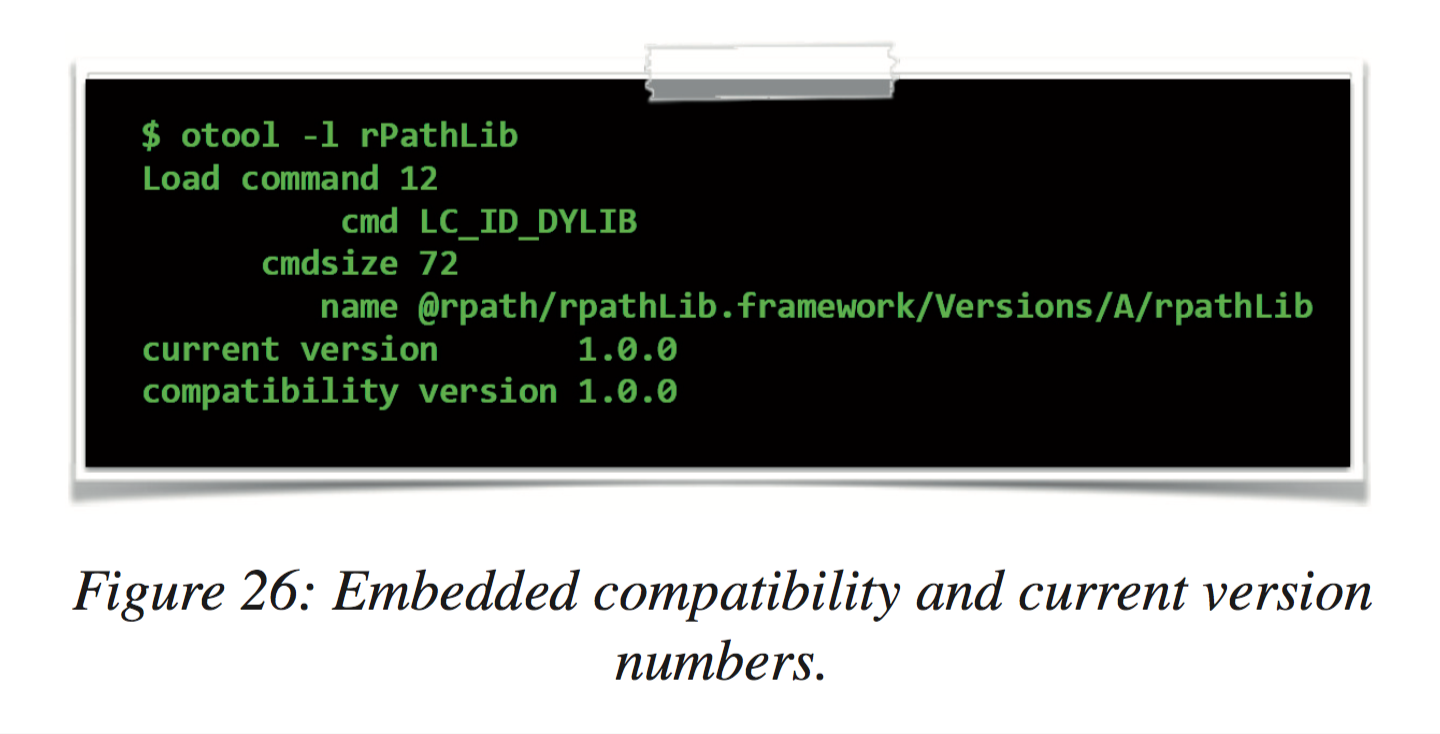 $ otool -l rPathLib
Load command 12
cmd LC_ID_DYLIB
cmdsize 72
name @rpath/rpathLib.framework/Versions/A/rpathLib
current version 1.0.0
compatibility version 1.0.0
Figure 26: Embedded compatibility and current version
numbers.